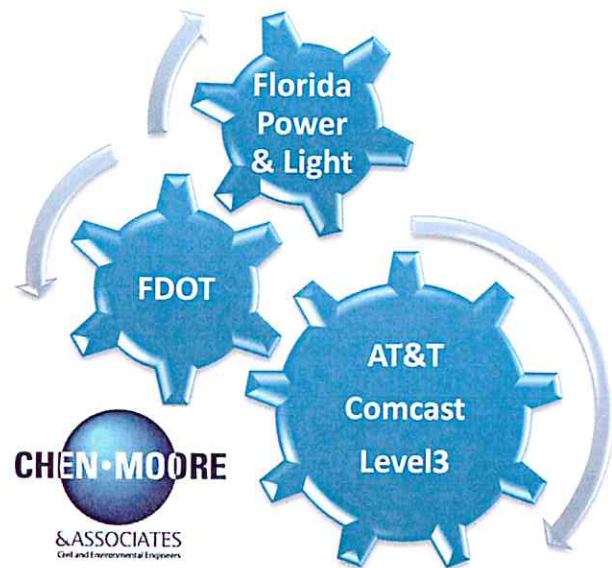 Florida
Power
& Light
FDOT
AT&T
Comcast
Level3
CHEN•MOORE
&ASSOCIATES
Civil and Environmental Engineers